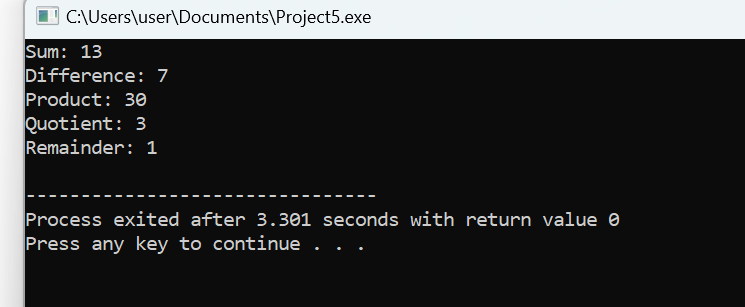 C:\Users\user\Documents\Project5.exe
Sum: 13
Difference: 7
Product: 30
Quotient: 3
Remainder: 1
--------------------------------
Process exited after 3.301 seconds with return value 0
Press any key to continue . . .